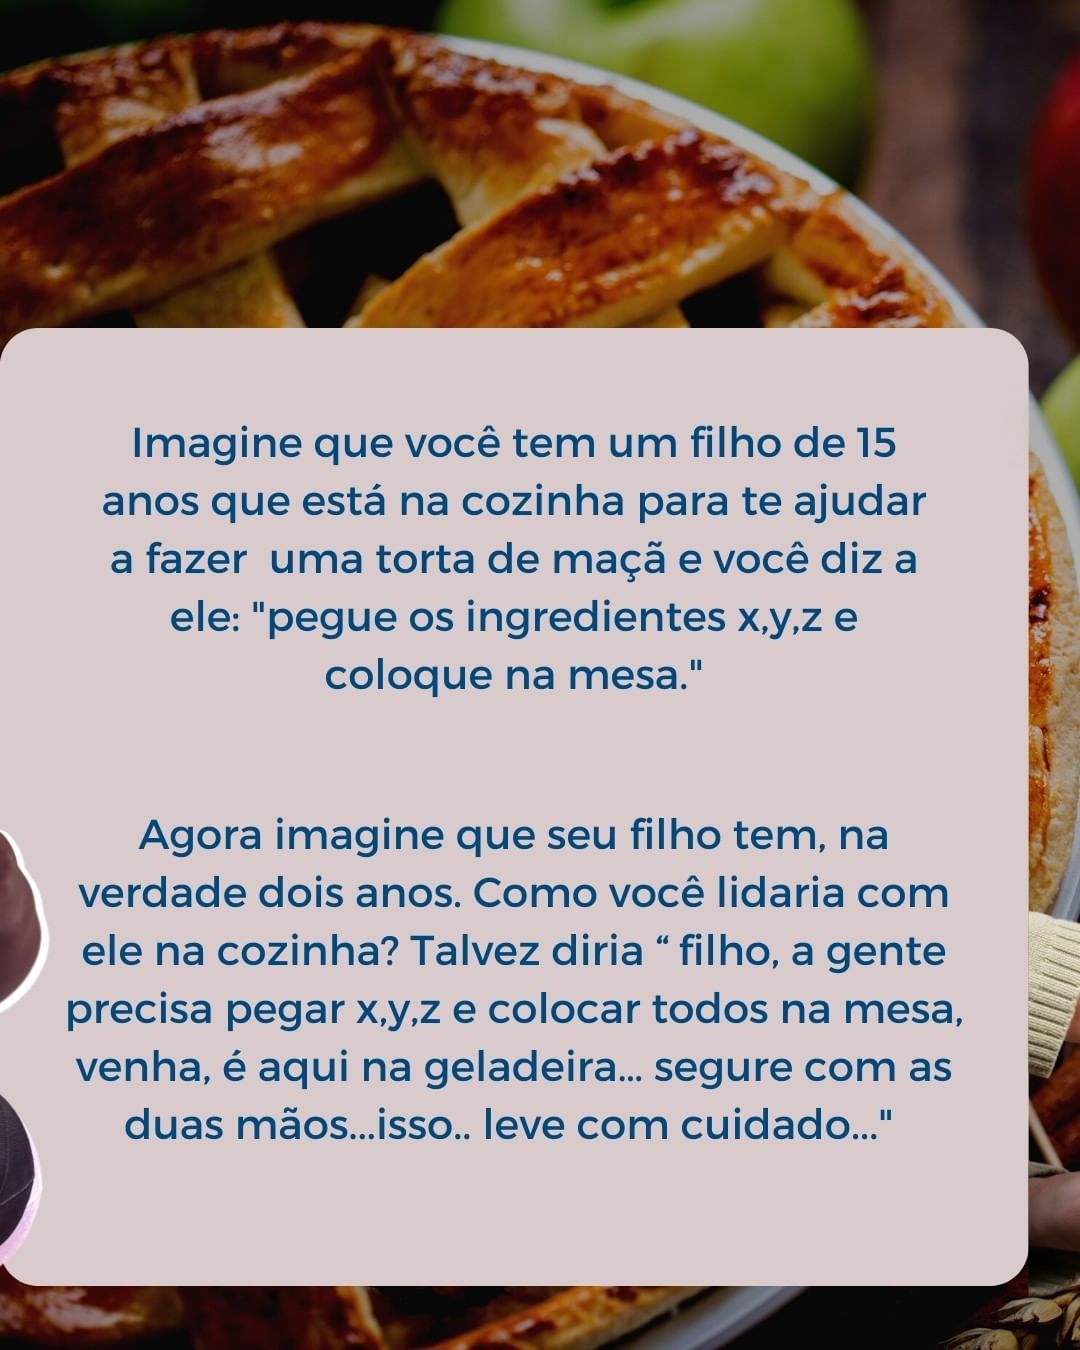 Imagine que você tem um filho de 15
anos que está na cozinha para te ajudar
a fazer  uma torta de maçã e você diz a
ele: "pegue os ingredientes x,y,z e
coloque na mesa."
Agora imagine que seu filho tem, na
verdade dois anos. Como você lidaria com
ele na cozinha? Talvez diria “ filho, a gente
precisa pegar x,y,z e colocar todos na mesa,
venha, é aqui na geladeira... segure com as
duas mãos...isso.. leve com cuidado..."